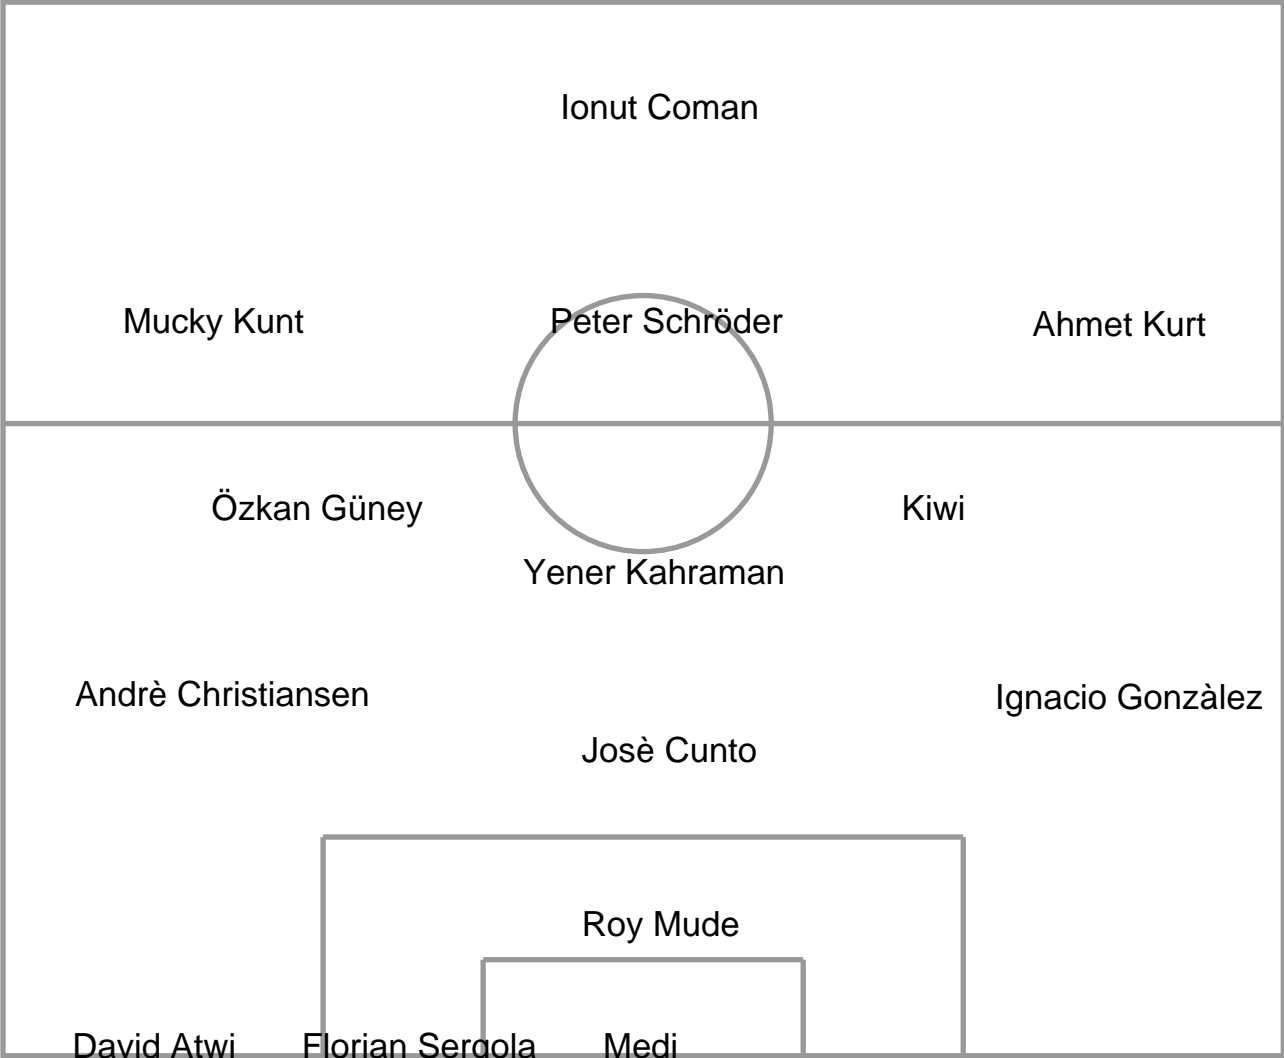 Ionut Coman
Mucky Kunt Peter Schröder Ahmet Kurt
Özkan Güney Kiwi
Yener Kahraman
Andrè Christiansen Ignacio Gonzàlez
Josè Cunto
Roy Mude
David Atwi Florian Sergola Medi